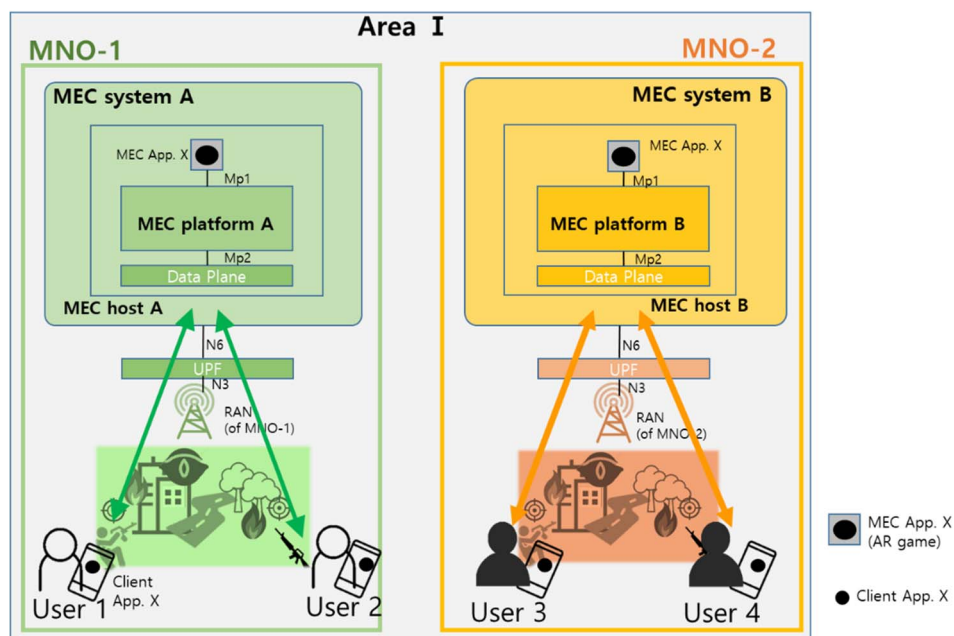 Area I
MNO-1
MNO-2
MEC system A
MEC App. X
Mp1
MEC platform A
Mp2
Data Plane
MEC host A
N6
UPF
N3
RAN
(of MNO-1)
User 1
Client
App. X
User 2
MEC system B
MEC App. X
Mp1
MEC platform B
Mp2
Data Plane
MEC host B
N6
UPF
N3
RAN
(of MNO-2)
User 3
User 4
MEC App. X
(AR game)
Client App. X